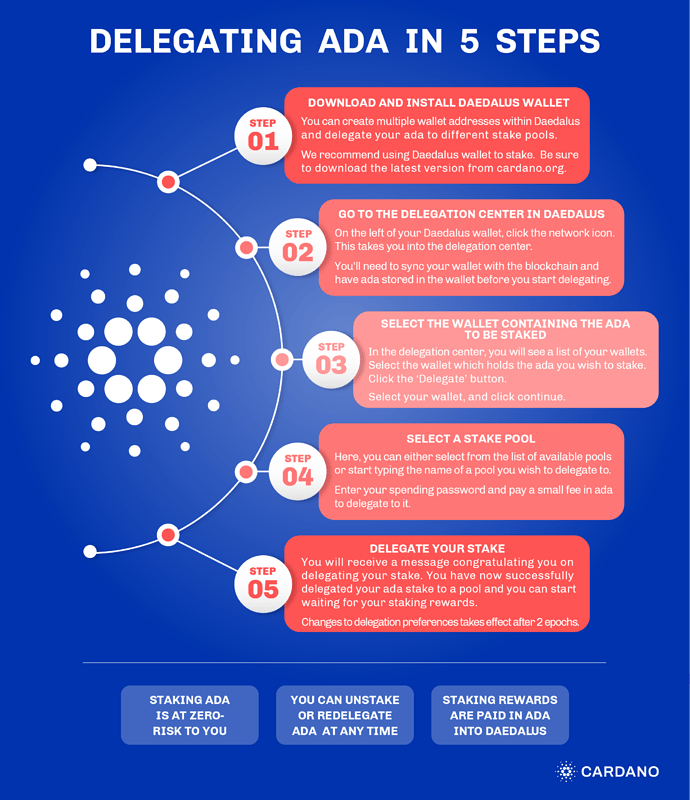 DELEGATING ADA IN 5 STEPS
STEP
01
DOWNLOAD AND INSTALL DAEDALUS WALLET
You can create multiple wallet addresses within Daedalus
and delegate your ada to different stake pools.
We recommend using Daedalus wallet to stake. Be sure
to download the latest version from cardano.org.
STEP
02
GO TO THE DELEGATION CENTER IN DAEDALUS
On the left of your Daedalus wallet, click the network icon.
This takes you into the delegation center.
You'll need to sync your wallet with the blockchain and
have ada stored in the wallet before you start delegating.
STEP
03
SELECT THE WALLET CONTAINING THE ADA
TO BE STAKED
In the delegation center, you will see a list of your wallets.
Select the wallet which holds the ada you wish to stake.
Click the 'Delegate' button.
Select your wallet, and click continue.
STEP
04
SELECT A STAKE POOL
Here, you can either select from the list of available pools
or start typing the name of a pool you wish to delegate to.
Enter your spending password and pay a small fee in ada
to delegate to it.
STEP
05
DELEGATE YOUR STAKE
You will receive a message congratulating you on
delegating your stake. You have now successfully
delegated your ada stake to a pool and you can start
waiting for your staking rewards.
Changes to delegation preferences takes effect after 2 epochs.
STAKING ADA
IS AT ZERO-
RISK TO YOU
YOU CAN UNSTAKE
OR REDELEGATE
ADA AT ANY TIME
STAKING REWARDS
ARE PAID IN ADA
INTO DAEDALUS
CARDANO